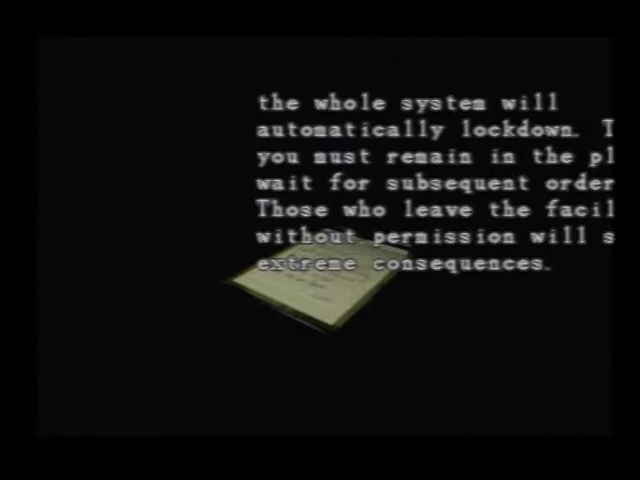 the whole system will
automatically lockdown. T
you must remain in the pl
wait for subsequent order
Those who leave the facil
without permission will s
extreme consequences.